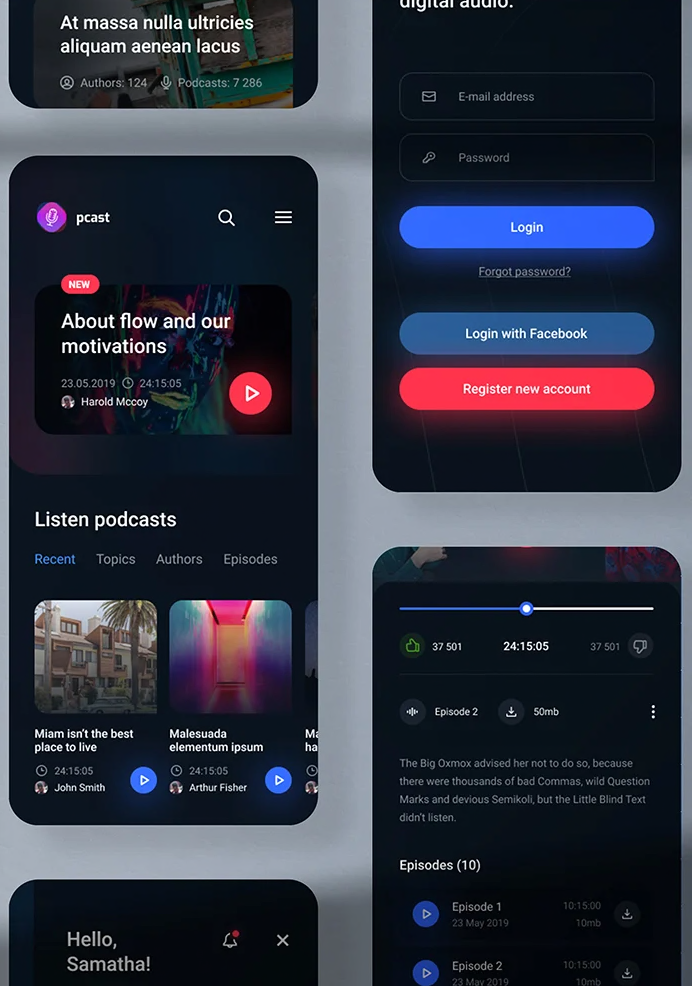 At massa nulla ultricies
aliquam aenean lacus
Authors: 124 Podcasts: 7 286
pcast
NEW
About flow and our
motivations
23.05.2019 24:15:05
Harold Mccoy
Listen podcasts
Recent Topics Authors Episodes
Miam isn't the best
place to live
24:15:05
John Smith
Malesuada
elementum ipsum
24:15:05
Arthur Fisher
Ma
ha
Hello,
Samatha!
digital audio.
E-mail address
Password
Login
Forgot password?
Login with Facebook
Register new account
37 501 24:15:05 37 501
Episode 2 50mb
The Big Oxmox advised her not to do so, because
there were thousands of bad Commas, wild Question
Marks and devious Semikoli, but the Little Blind Text
didn't listen.
Episodes (10)
Episode 1 10:15:00
23 May 2019 10mb
Episode 2 10:15:00
23 May 2019 10mb